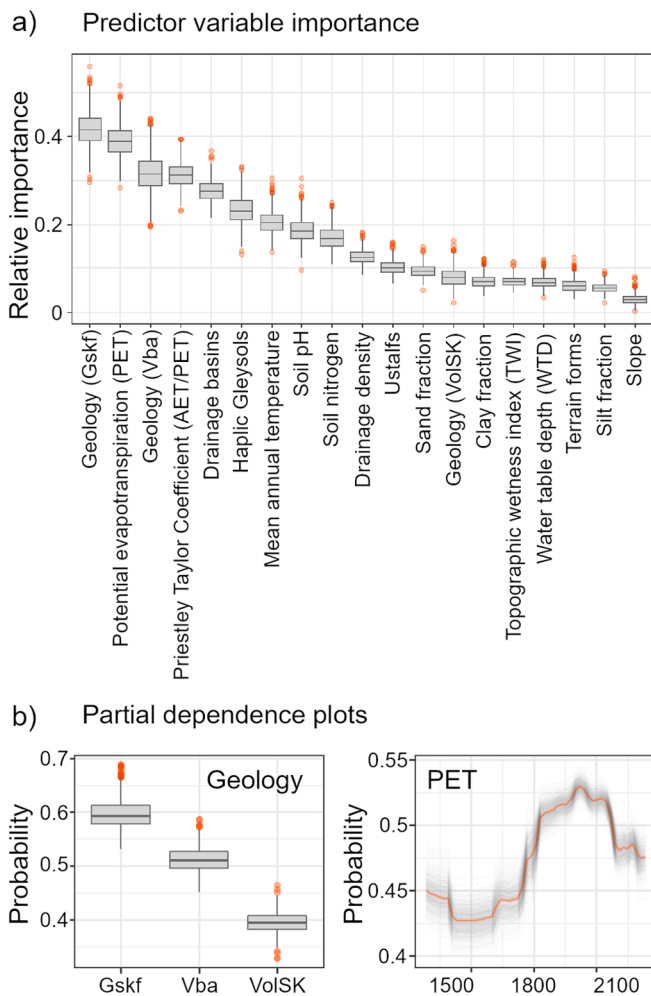 a) Predictor variable importance
Relative importance
0.4
0.2
0
Geology (Gskf)
Potential evapotranspiration (PET)
Geology (Vba)
Priestley Taylor Coefficient (AET/PET)
Drainage basins
Haplic Gleysols
Mean annual temperature
Soil pH
Soil nitrogen
Drainage density
Ustalfs
Sand fraction
Geology (VolSK)
Clay fraction
Topographic wetness index (TWI)
Water table depth (WTD)
Terrain forms
Silt fraction
Slope
b) Partial dependence plots
Probability
0.7
0.6
0.5
0.4
Geology
Gskf Vba VolSK
Probability
0.55
0.5
0.45
0.4
PET
1500 1800 2100